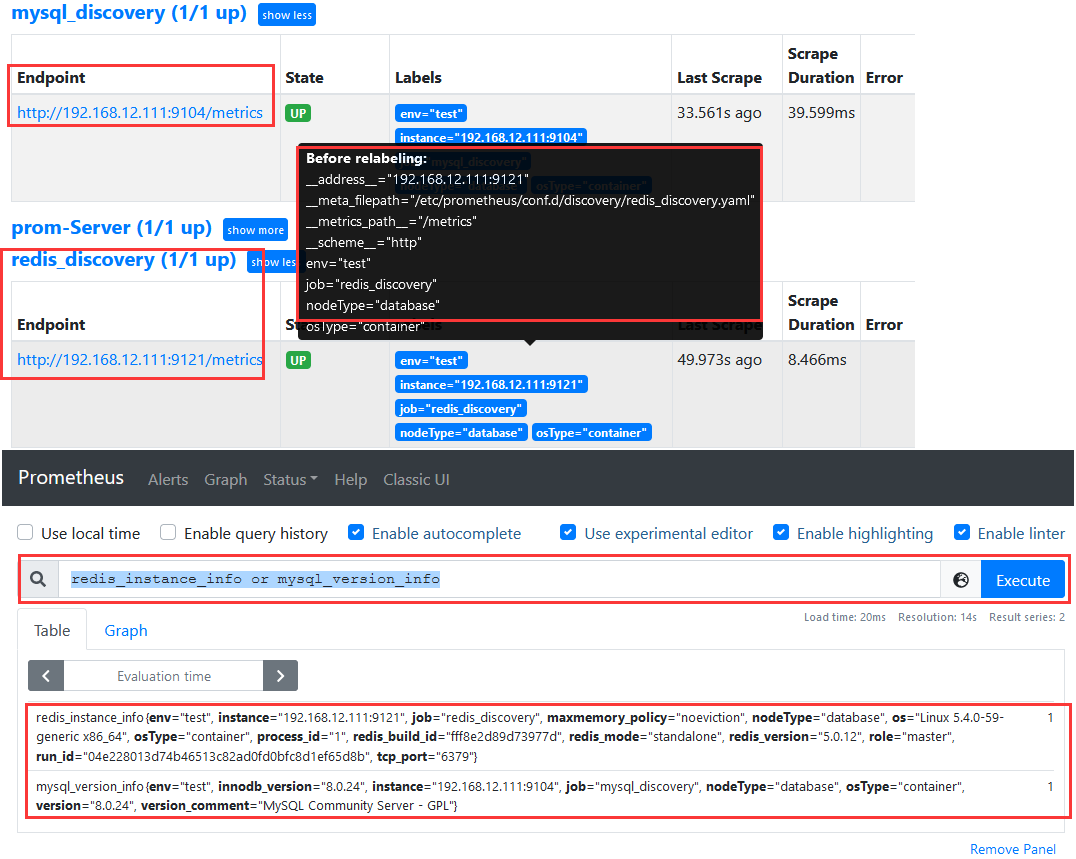 mysql_discovery (1/1 up) show less
Endpoint State Labels Last Scrape Scrape Duration Error
http://192.168.12.111:9104/metrics UP env="test" 33.561s ago 39.599ms
instance="192.168.12.111:9104"
mysql_discovery"
osType="container"
Before relabeling:
__address__="192.168.12.111:9121"
__meta_filepath="/etc/prometheus/conf.d/discovery/redis_discovery.yaml"
__metrics_path__="/metrics"
__scheme__="http"
env="test"
job="redis_discovery"
nodeType="database"
osType="container"
prom-Server (1/1 up) show more
redis_discovery (1/1 up) show les
Endpoint Last Scrape Scrape Duration Error
http://192.168.12.111:9121/metrics UP env="test" 49.973s ago 8.466ms
instance="192.168.12.111:9121"
job="redis_discovery"
nodeType="database" osType="container"
Prometheus Alerts Graph Status Help Classic UI
Use local time Enable query history Enable autocomplete Use experimental editor Enable highlighting Enable linter
redis_instance_info or mysql_version_info Execute
Load time: 20ms Resolution: 14s Result series: 2
Table Graph
Evaluation time
redis_instance_info{env="test", instance="192.168.12.111:9121", job="redis_discovery", maxmemory_policy="noeviction", nodeType="database", os="Linux 5.4.0-59- 1
generic x86_64", osType="container", process_id="1", redis_build_id="fff8e2d89d73977d", redis_mode="standalone", redis_version="5.0.12", role="master",
run_id="04e228013d74b46513c82ad0fd0bfc8d1ef65d8b", tcp_port="6379"}
mysql_version_info{env="test", innodb_version="8.0.24", instance="192.168.12.111:9104", job="mysql_discovery", nodeType="database", osType="container", 1
version="8.0.24", version_comment="MySQL Community Server - GPL"}
Remove Panel